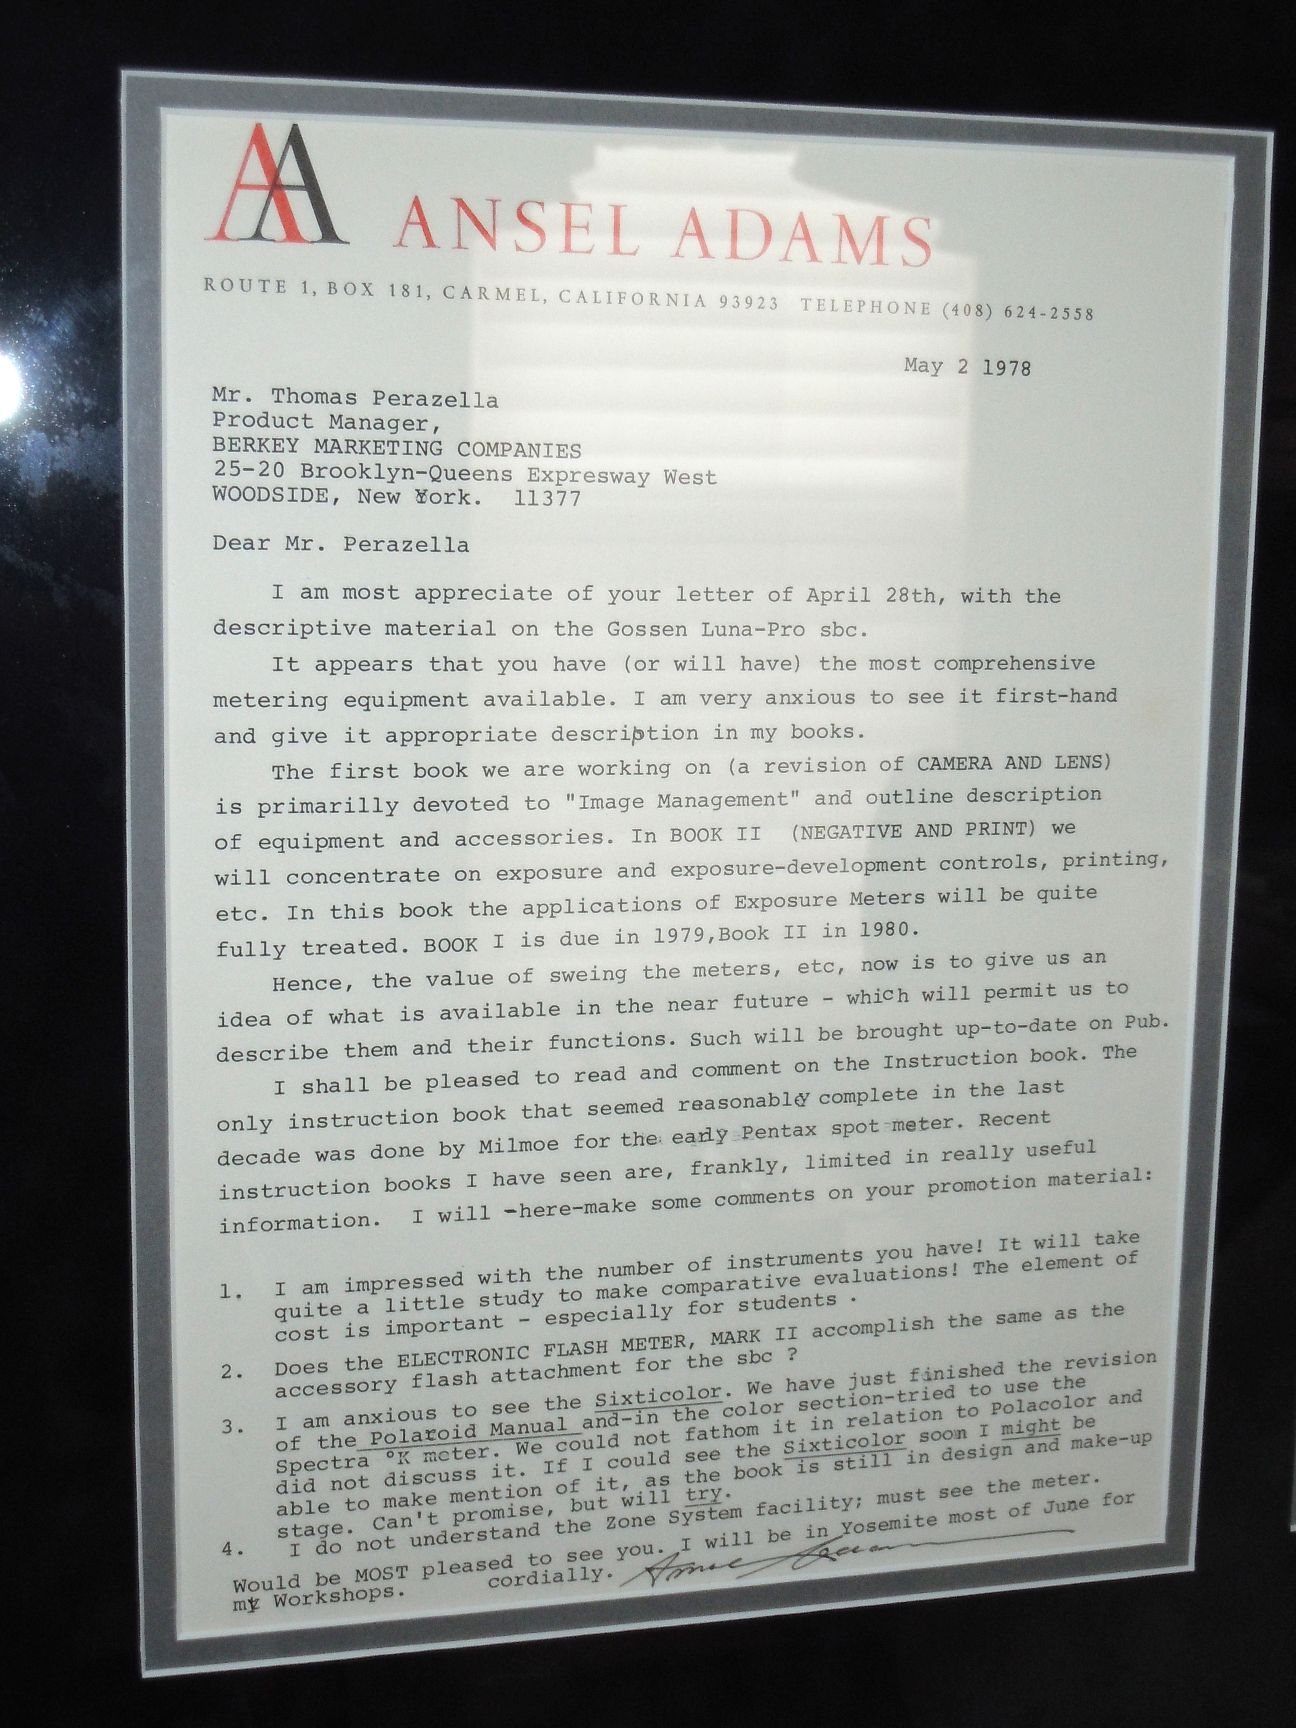 AA ANSEL ADAMS
ROUTE 1, BOX 181, CARMEL, CALIFORNIA 93923 TELEPHONE (408) 624-2558
May 2 1978
Mr. Thomas Perazella
Product Manager,
BERKEY MARKETING COMPANIES
25-20 Brooklyn-Queens Expresway West
WOODSIDE, New York. 11377
Dear Mr. Perazella
I am most appreciate of your letter of April 28th, with the
descriptive material on the Gossen Luna-Pro sbc.
It appears that you have (or will have) the most comprehensive
metering equipment available. I am very anxious to see it first-hand
and give it appropriate description in my books.
The first book we are working on (a revision of CAMERA AND LENS)
is primarilly devoted to "Image Management" and outline description
of equipment and accessories. In BOOK II (NEGATIVE AND PRINT) we
will concentrate on exposure and exposure-development controls, printing,
etc. In this book the applications of Exposure Meters will be quite
fully treated. BOOK I is due in 1979,Book II in 1980.
Hence, the value of sweing the meters, etc, now is to give us an
idea of what is available in the near future - which will permit us to
describe them and their functions. Such will be brought up-to-date on Pub.
I shall be pleased to read and comment on the Instruction book. The
only instruction book that seemed reasonably complete in the last
decade was done by Milmoe for the early Pentax spot meter. Recent
instruction books I have seen are, frankly, limited in really useful
information. I will -here-make some comments on your promotion material:
1. I am impressed with the number of instruments you have! It will take
quite a little study to make comparative evaluations! The element of
cost is important - especially for students .
2. Does the ELECTRONIC FLASH METER, MARK II accomplish the same as the
accessory flash attachment for the sbc ?
3. I am anxious to see the Sixticolor. We have just finished the revision
of the Polaroid Manual and-in the color section-tried to use the
Spectra °K meter. We could not fathom it in relation to Polacolor and
did not discuss it. If I could see the Sixticolor soon I might be
able to make mention of it, as the book is still in design and make-up
stage. Can't promise, but will try.
4. I do not understand the Zone System facility; must see the meter.
Would be MOST pleased to see you. I will be in Yosemite most of June for
my Workshops. cordially. Ansel Adams